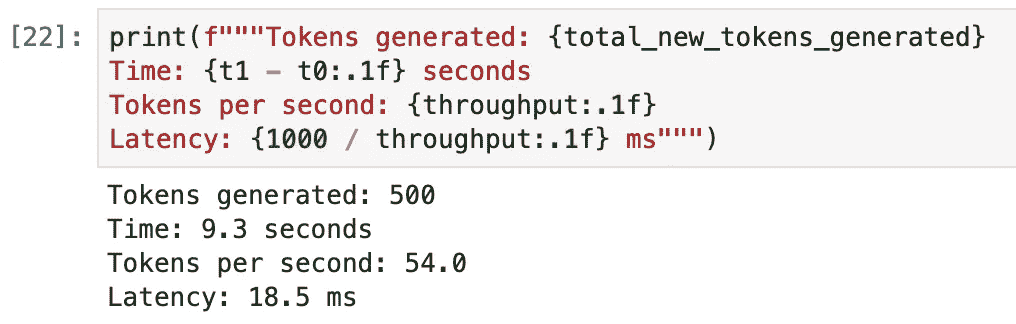 [22]: print(f"""Tokens generated: {total_new_tokens_generated}
Time: {t1 - t0:.1f} seconds
Tokens per second: {throughput:.1f}
Latency: {1000 / throughput:.1f} ms""")
Tokens generated: 500
Time: 9.3 seconds
Tokens per second: 54.0
Latency: 18.5 ms